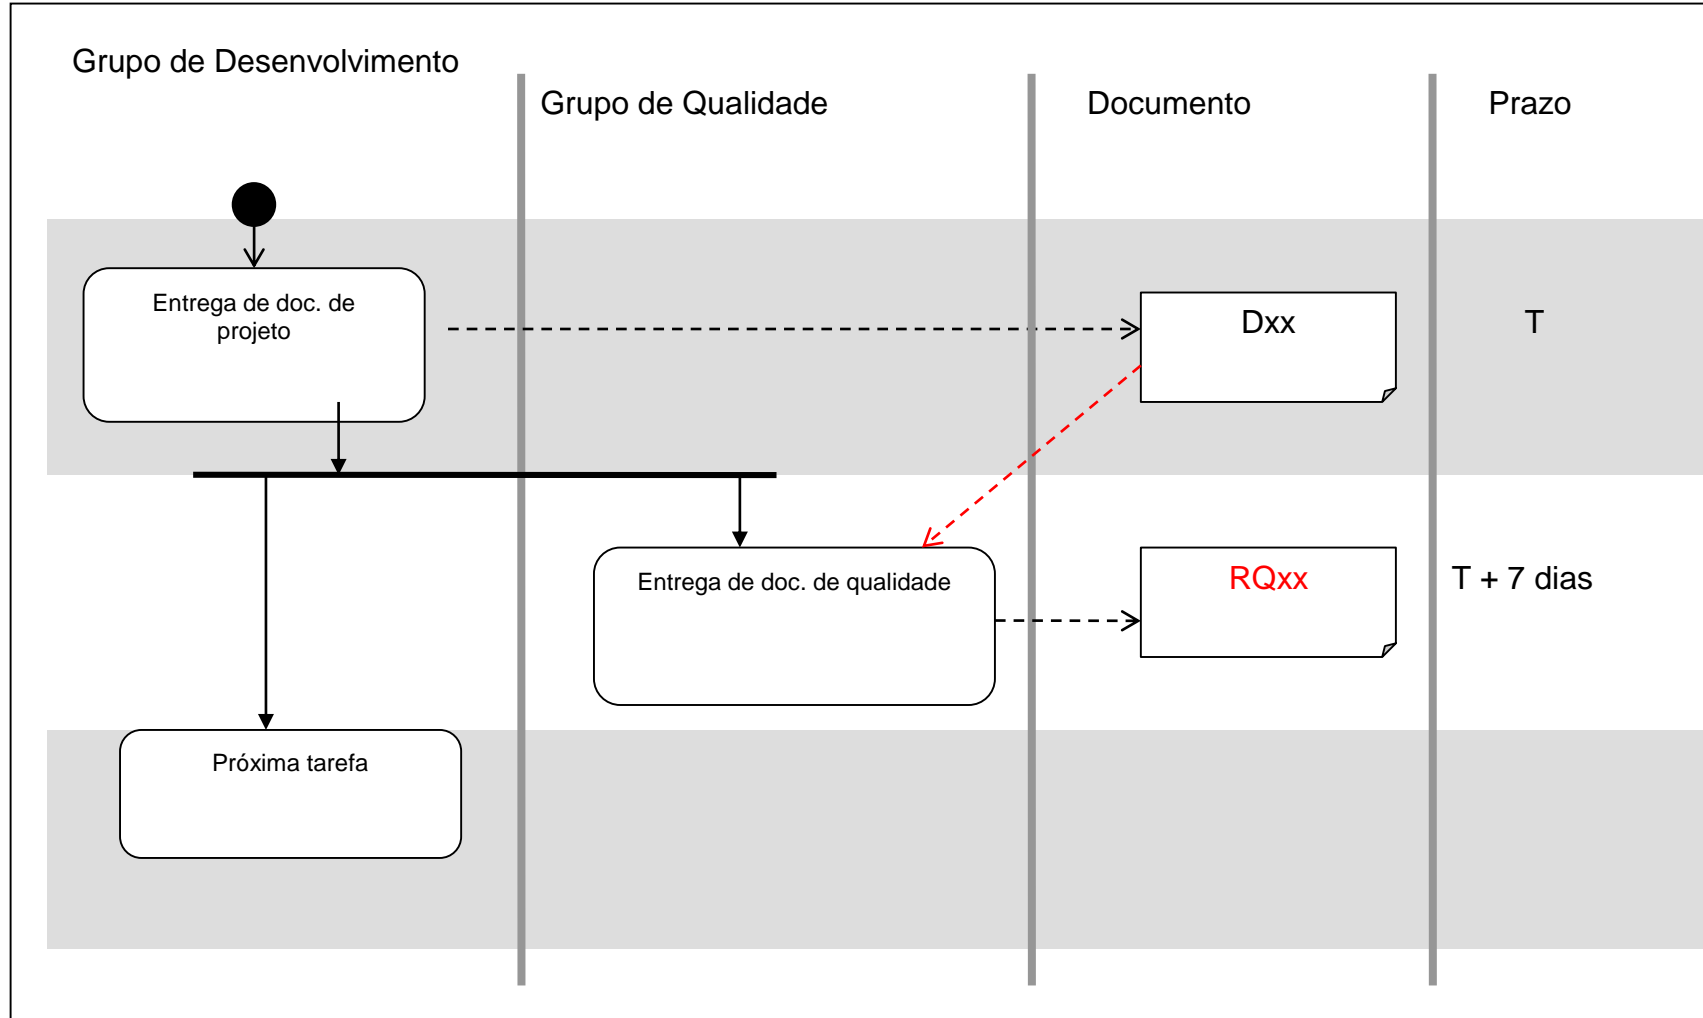 Grupo de Desenvolvimento
Grupo de Qualidade
Documento
Prazo
Entrega de doc. de
projeto
Dxx
T
Entrega de doc. de qualidade
RQxx
T + 7 dias
Próxima tarefa